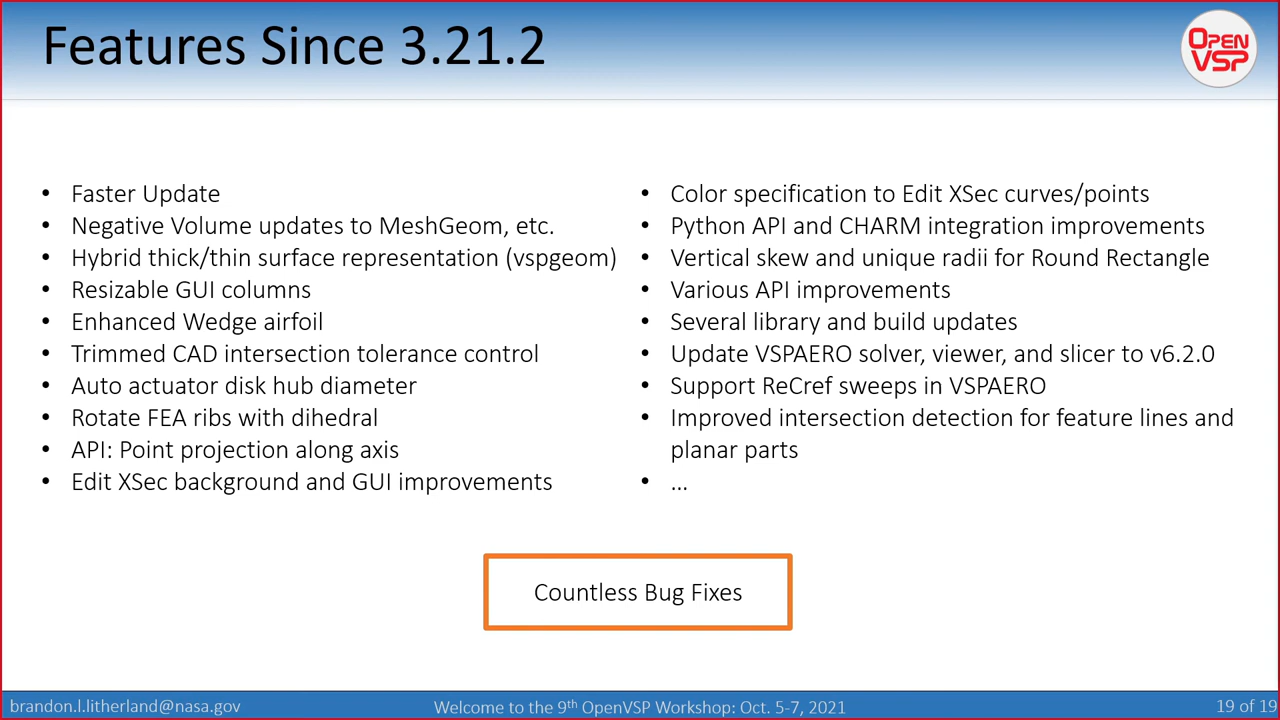 Features Since 3.21.2
OPEN
VSP
• Faster Update
• Negative Volume updates to MeshGeom, etc.
• Hybrid thick/thin surface representation (vspgeom)
• Resizable GUI columns
• Enhanced Wedge airfoil
• Trimmed CAD intersection tolerance control
• Auto actuator disk hub diameter
• Rotate FEA ribs with dihedral
• API: Point projection along axis
• Edit XSec background and GUI improvements
• Color specification to Edit XSec curves/points
• Python API and CHARM integration improvements
• Vertical skew and unique radii for Round Rectangle
• Various API improvements
• Several library and build updates
• Update VSPAERO solver, viewer, and slicer to v6.2.0
• Support ReCref sweeps in VSPAERO
• Improved intersection detection for feature lines and
planar parts
• ...
Countless Bug Fixes
brandon.l.litherland@nasa.gov
Welcome to the 9th OpenVSP Workshop: Oct. 5-7, 2021
19 of 19